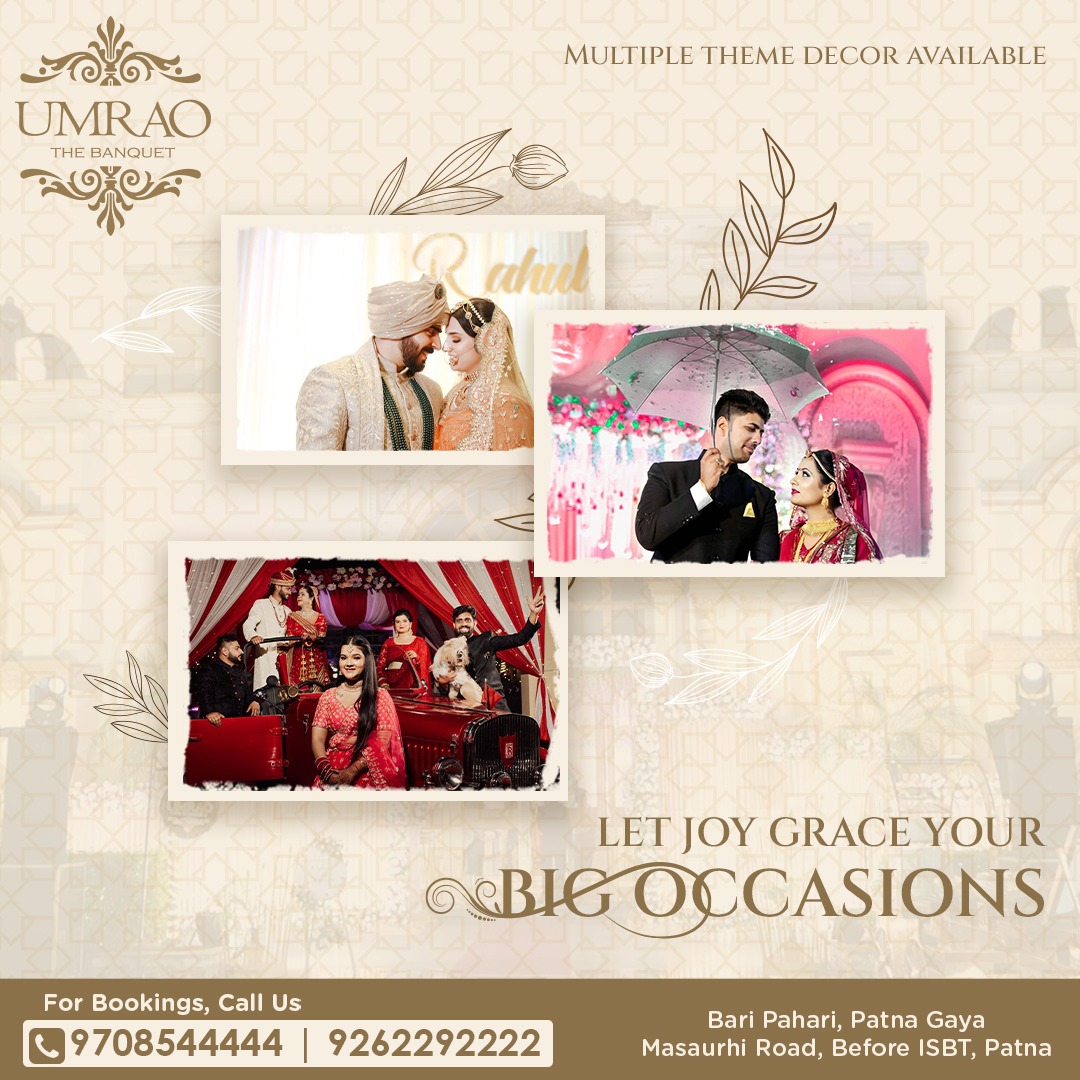 UMRAO
THE BANQUET
MULTIPLE THEME DECOR AVAILABLE
Rahul
LET JOY GRACE YOUR
BIG OCCASIONS
For Bookings, Call Us
9708544444 | 9262292222
Bari Pahari, Patna Gaya
Masaurhi Road, Before ISBT, Patna